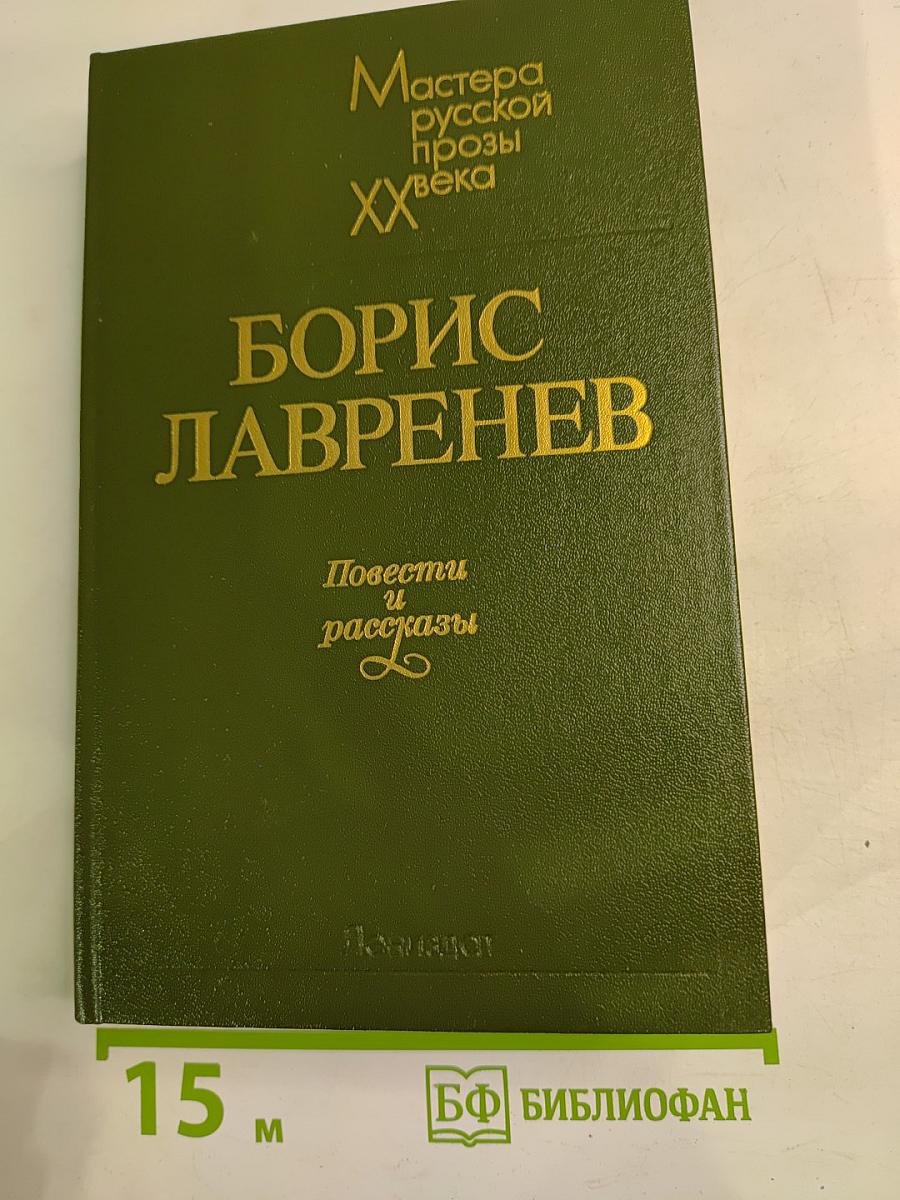 Мастера
русской
прозы
XX века
БОРИС
ЛАВРЕНЕВ
Повести
и
рассказы
Лениздат
15 м
БФ БИБЛИОФАН